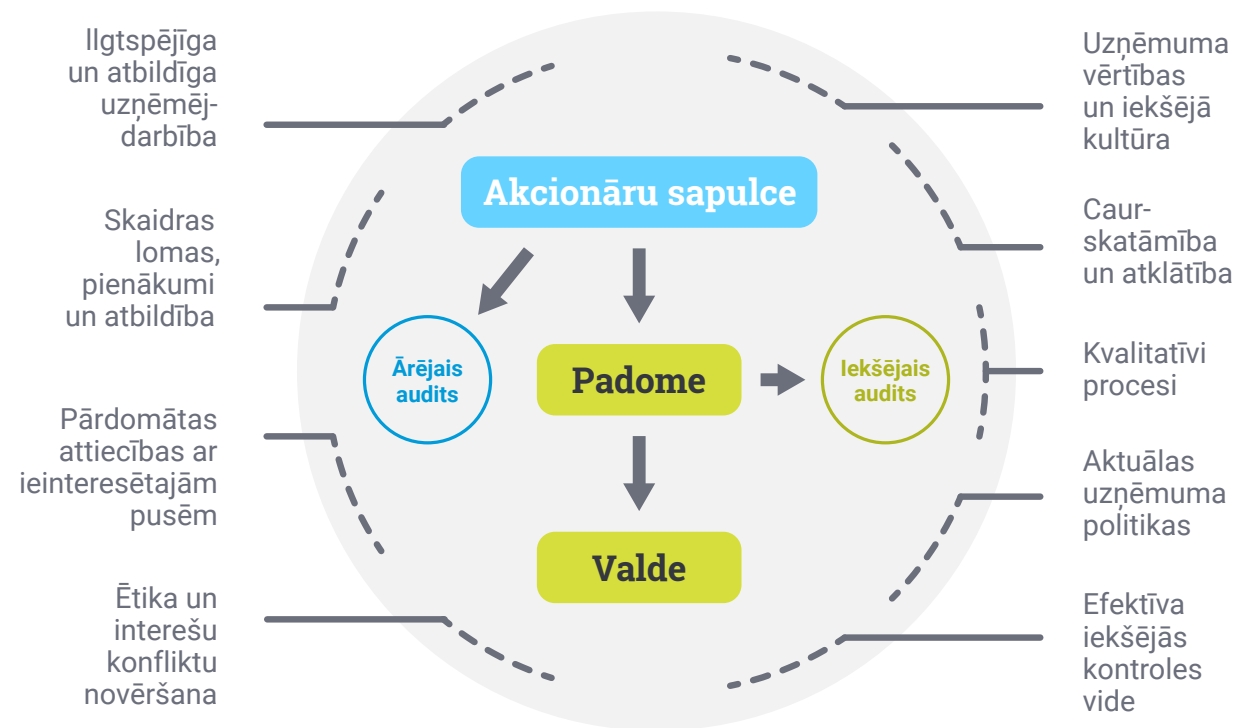 Ilgtspējīga
un atbildīga
uzņēmēj-
darbība
Skaidras
lomas,
pienākumi
un atbildība
Pārdomātas
attiecības ar
ieinteresētajām
pusēm
Ētika un
interešu
konfliktu
novēršana
Akcionāru sapulce
Ārējais
audits
Padome
Iekšējais
audits
Valde
Uzņēmuma
vērtības
un iekšējā
kultūra
Caur-
skatāmība
un atklātība
Kvalitatīvi
procesi
Aktuālas
uzņēmuma
politikas
Efektīva
iekšējās
kontroles
vide